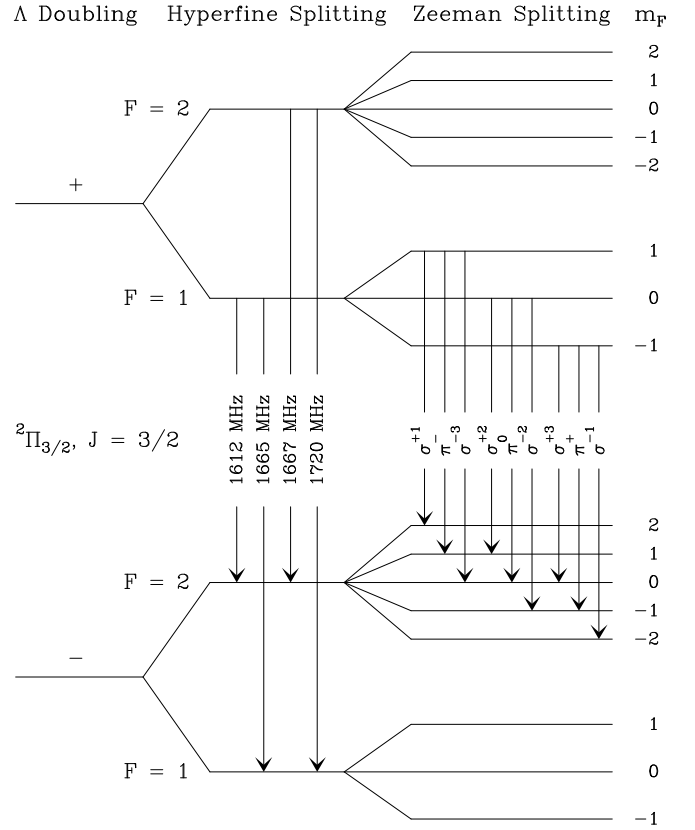 Λ Doubling Hyperfine Splitting Zeeman Splitting m_F
2
1
F = 2 0
−1
−2
+
1
F = 1 0
−1
²Π_{3/2}, J = 3/2
1612 MHz
1665 MHz
1667 MHz
1720 MHz
σ⁺¹
π₋
σ⁻³
σ⁺²
π₀
σ⁻²
σ⁺³
π₊
σ⁻¹
2
1
F = 2 0
−1
−2
−
1
F = 1 0
−1